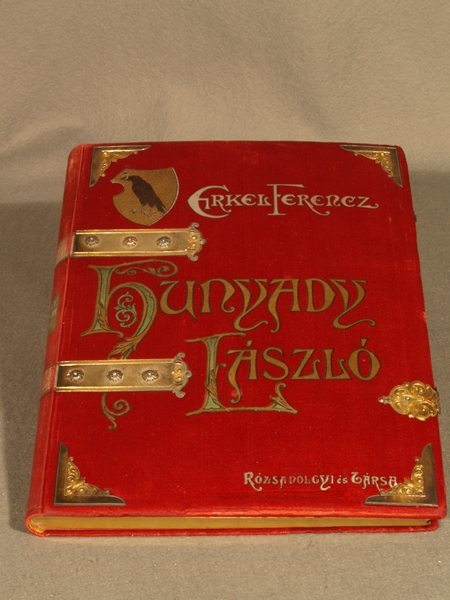 Erkel Ferencz
Hunyady
László
Rózsavölgyi és Társa